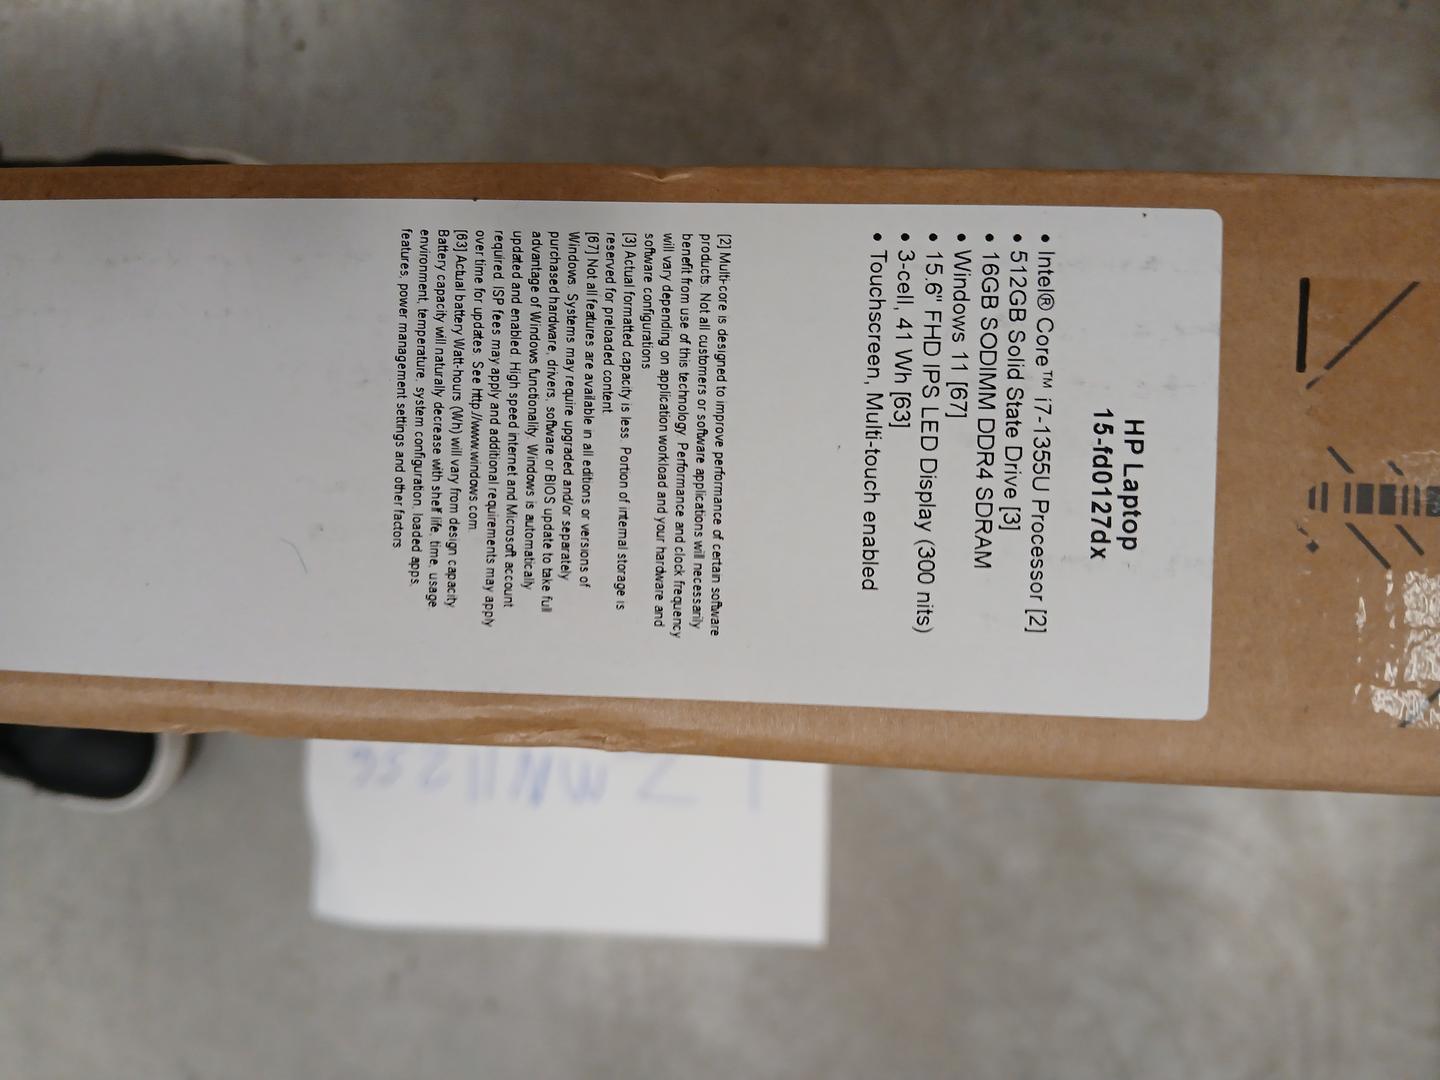 HP Laptop
15-fd0127dx
• Intel® Core™ i7-1355U Processor [2]
• 512GB Solid State Drive [3]
• 16GB SODIMM DDR4 SDRAM
• Windows 11 [67]
• 15.6" FHD IPS LED Display (300 nits)
• 3-cell, 41 Wh [63]
• Touchscreen, Multi-touch enabled
[2] Multi-core is designed to improve performance of certain software
products. Not all customers or software applications will necessarily
benefit from use of this technology. Performance and clock frequency
will vary depending on application workload and your hardware and
software configurations
[3] Actual formatted capacity is less. Portion of internal storage is
reserved for preloaded content
[67] Not all features are available in all editions or versions of
Windows. Systems may require upgraded and/or separately
purchased hardware, drivers, software or BIOS update to take full
advantage of Windows functionality. Windows is automatically
updated and enabled. High speed internet and Microsoft account
required. ISP fees may apply and additional requirements may apply
over time for updates. See http://www.windows.com.
[63] Actual battery Watt-hours (Wh) will vary from design capacity
Battery capacity will naturally decrease with shelf life, time, usage,
environment, temperature, system configuration, loaded apps,
features, power management settings and other factors